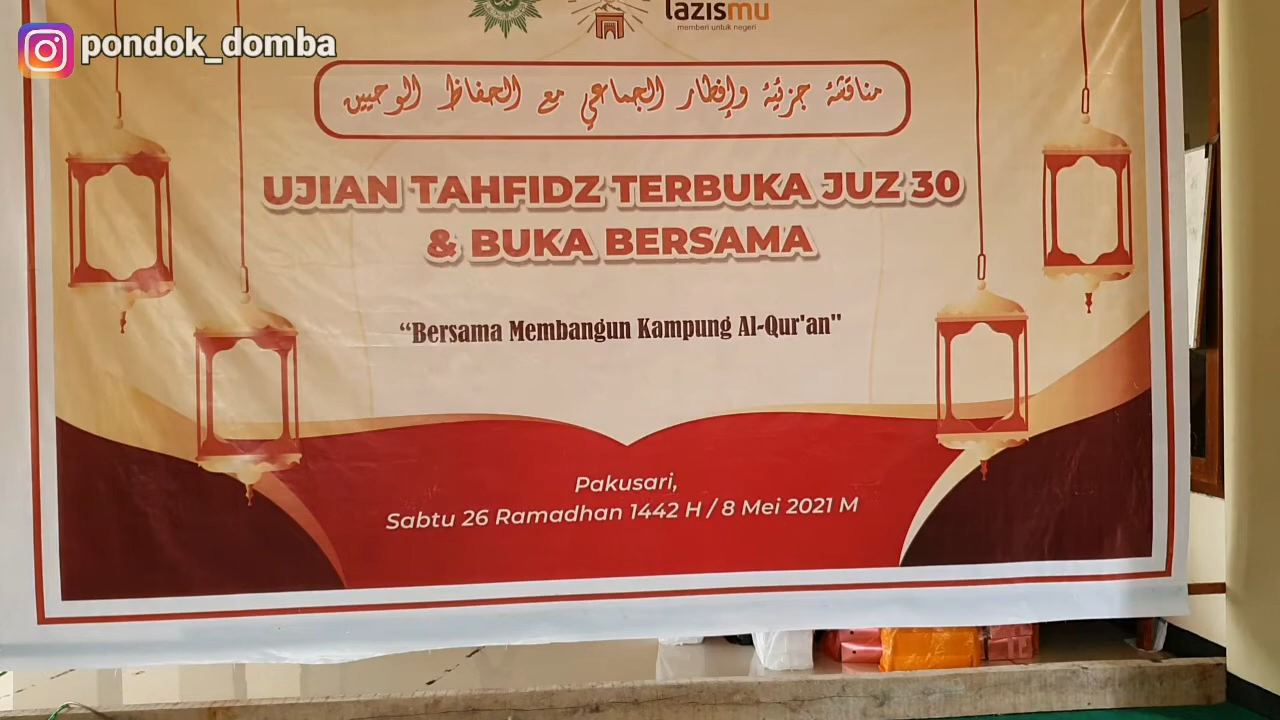 pondok_domba
lazismu
memberi untuk negeri
مناقشة جزئية وإفطار الجماعي مع الحفاظ الوحيين
UJIAN TAHFIDZ TERBUKA JUZ 30
& BUKA BERSAMA
“Bersama Membangun Kampung Al-Qur'an"
Pakusari,
Sabtu 26 Ramadhan 1442 H / 8 Mei 2021 M